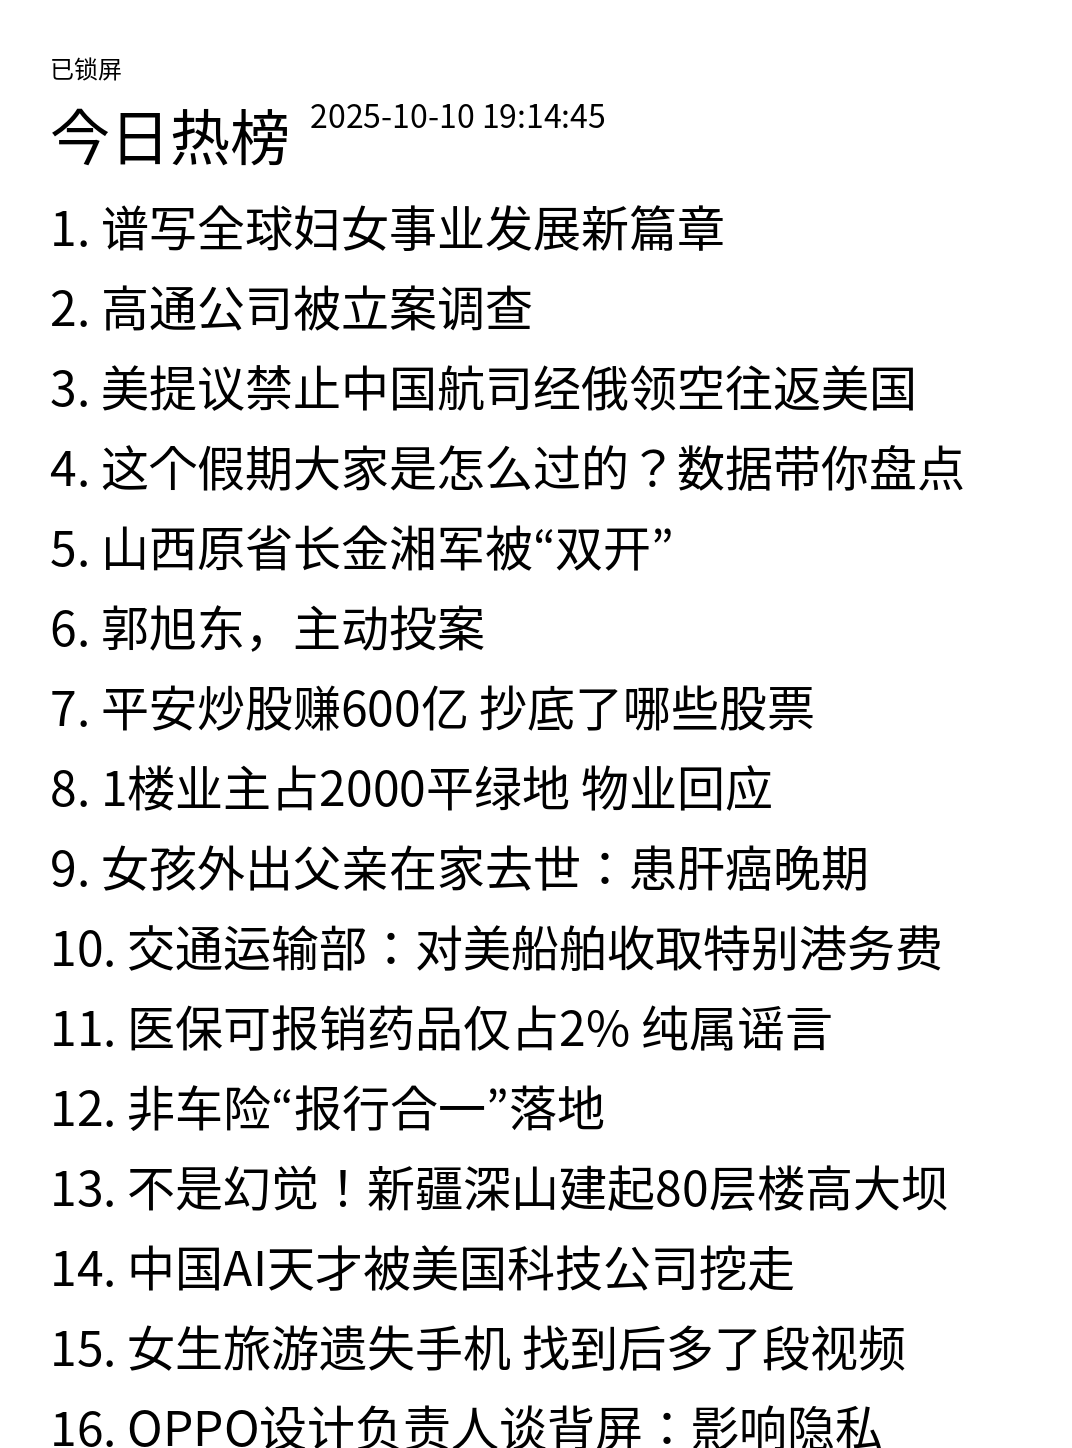 已锁屏
今日热榜 2025-10-10 19:14:45
1. 谱写全球妇女事业发展新篇章
2. 高通公司被立案调查
3. 美提议禁止中国航司经俄领空往返美国
4. 这个假期大家是怎么过的？数据带你盘点
5. 山西原省长金湘军被“双开”
6. 郭旭东，主动投案
7. 平安炒股赚600亿 抄底了哪些股票
8. 1楼业主占2000平绿地 物业回应
9. 女孩外出父亲在家去世：患肝癌晚期
10. 交通运输部：对美船舶收取特别港务费
11. 医保可报销药品仅占2% 纯属谣言
12. 非车险“报行合一”落地
13. 不是幻觉！新疆深山建起80层楼高大坝
14. 中国AI天才被美国科技公司挖走
15. 女生旅游遗失手机 找到后多了段视频
16. OPPO设计负责人谈背屏：影响隐私